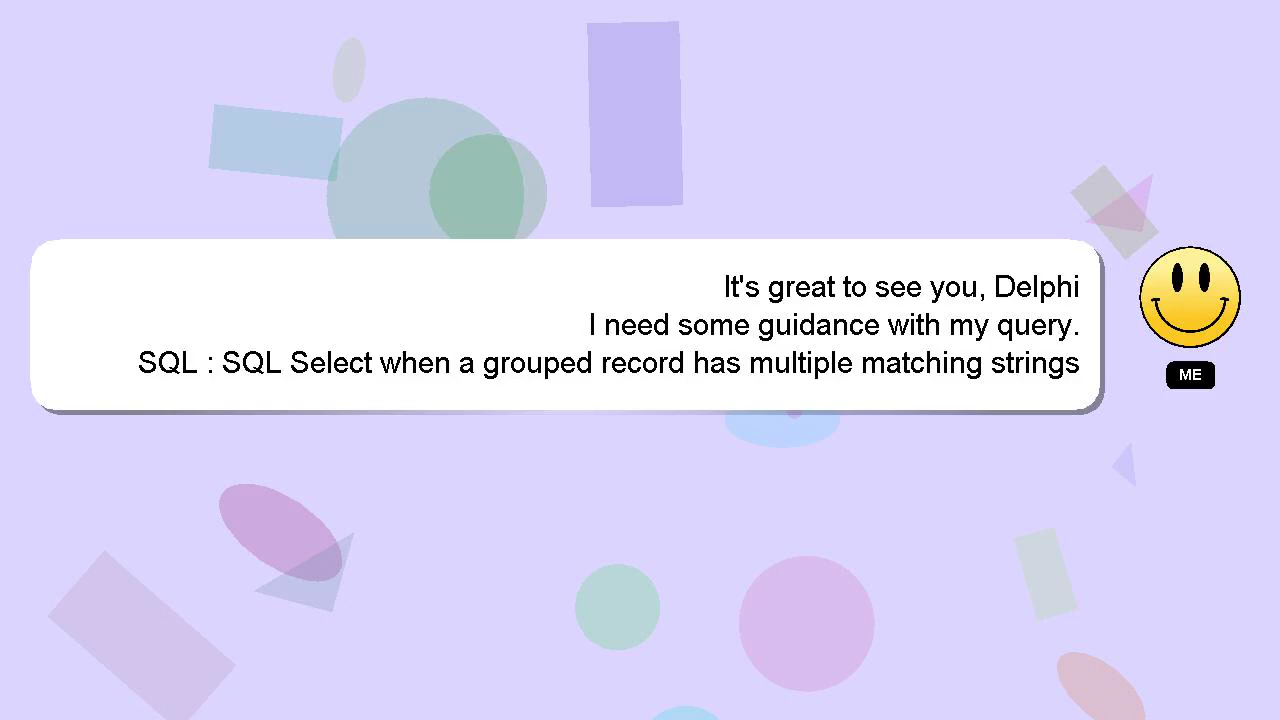 It's great to see you, Delphi
I need some guidance with my query.
SQL : SQL Select when a grouped record has multiple matching strings
ME